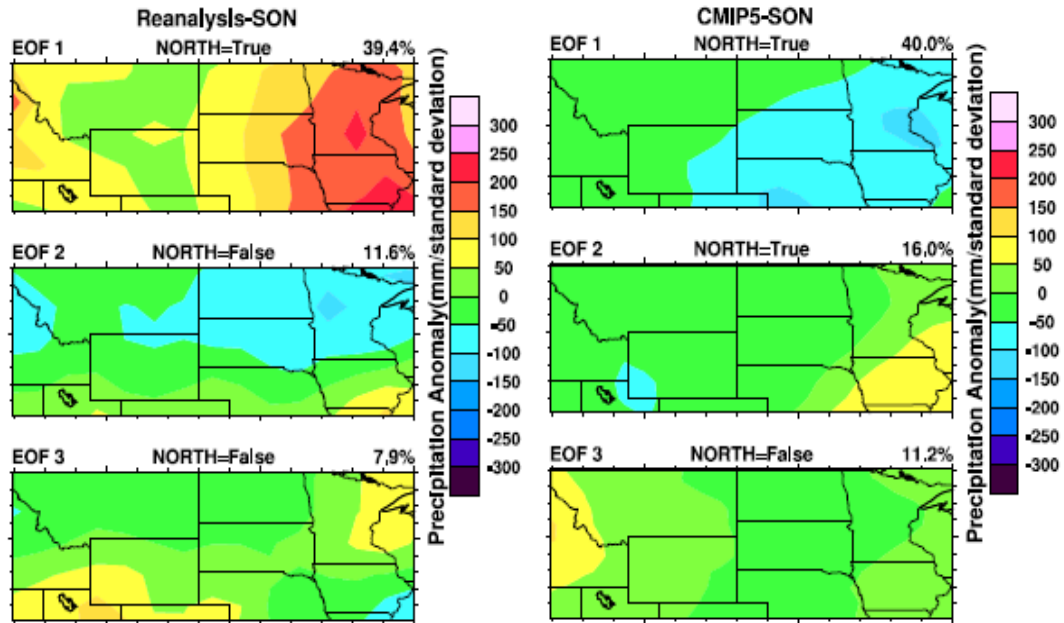 Reanalysis-SON
EOF 1 NORTH=True 39,4%
EOF 2 NORTH=False 11.6%
EOF 3 NORTH=False 7,9%
300
250
200
150
100
50
0
-50
-100
-150
-200
-250
-300
Precipitation Anomaly(mm/standard deviation)
CMIP5-SON
EOF 1 NORTH=True 40.0%
EOF 2 NORTH=True 16,0%
EOF 3 NORTH=False 11.2%
300
250
200
150
100
50
0
-50
-100
-150
-200
-250
-300
Precipitation Anomaly(mm/standard deviation)